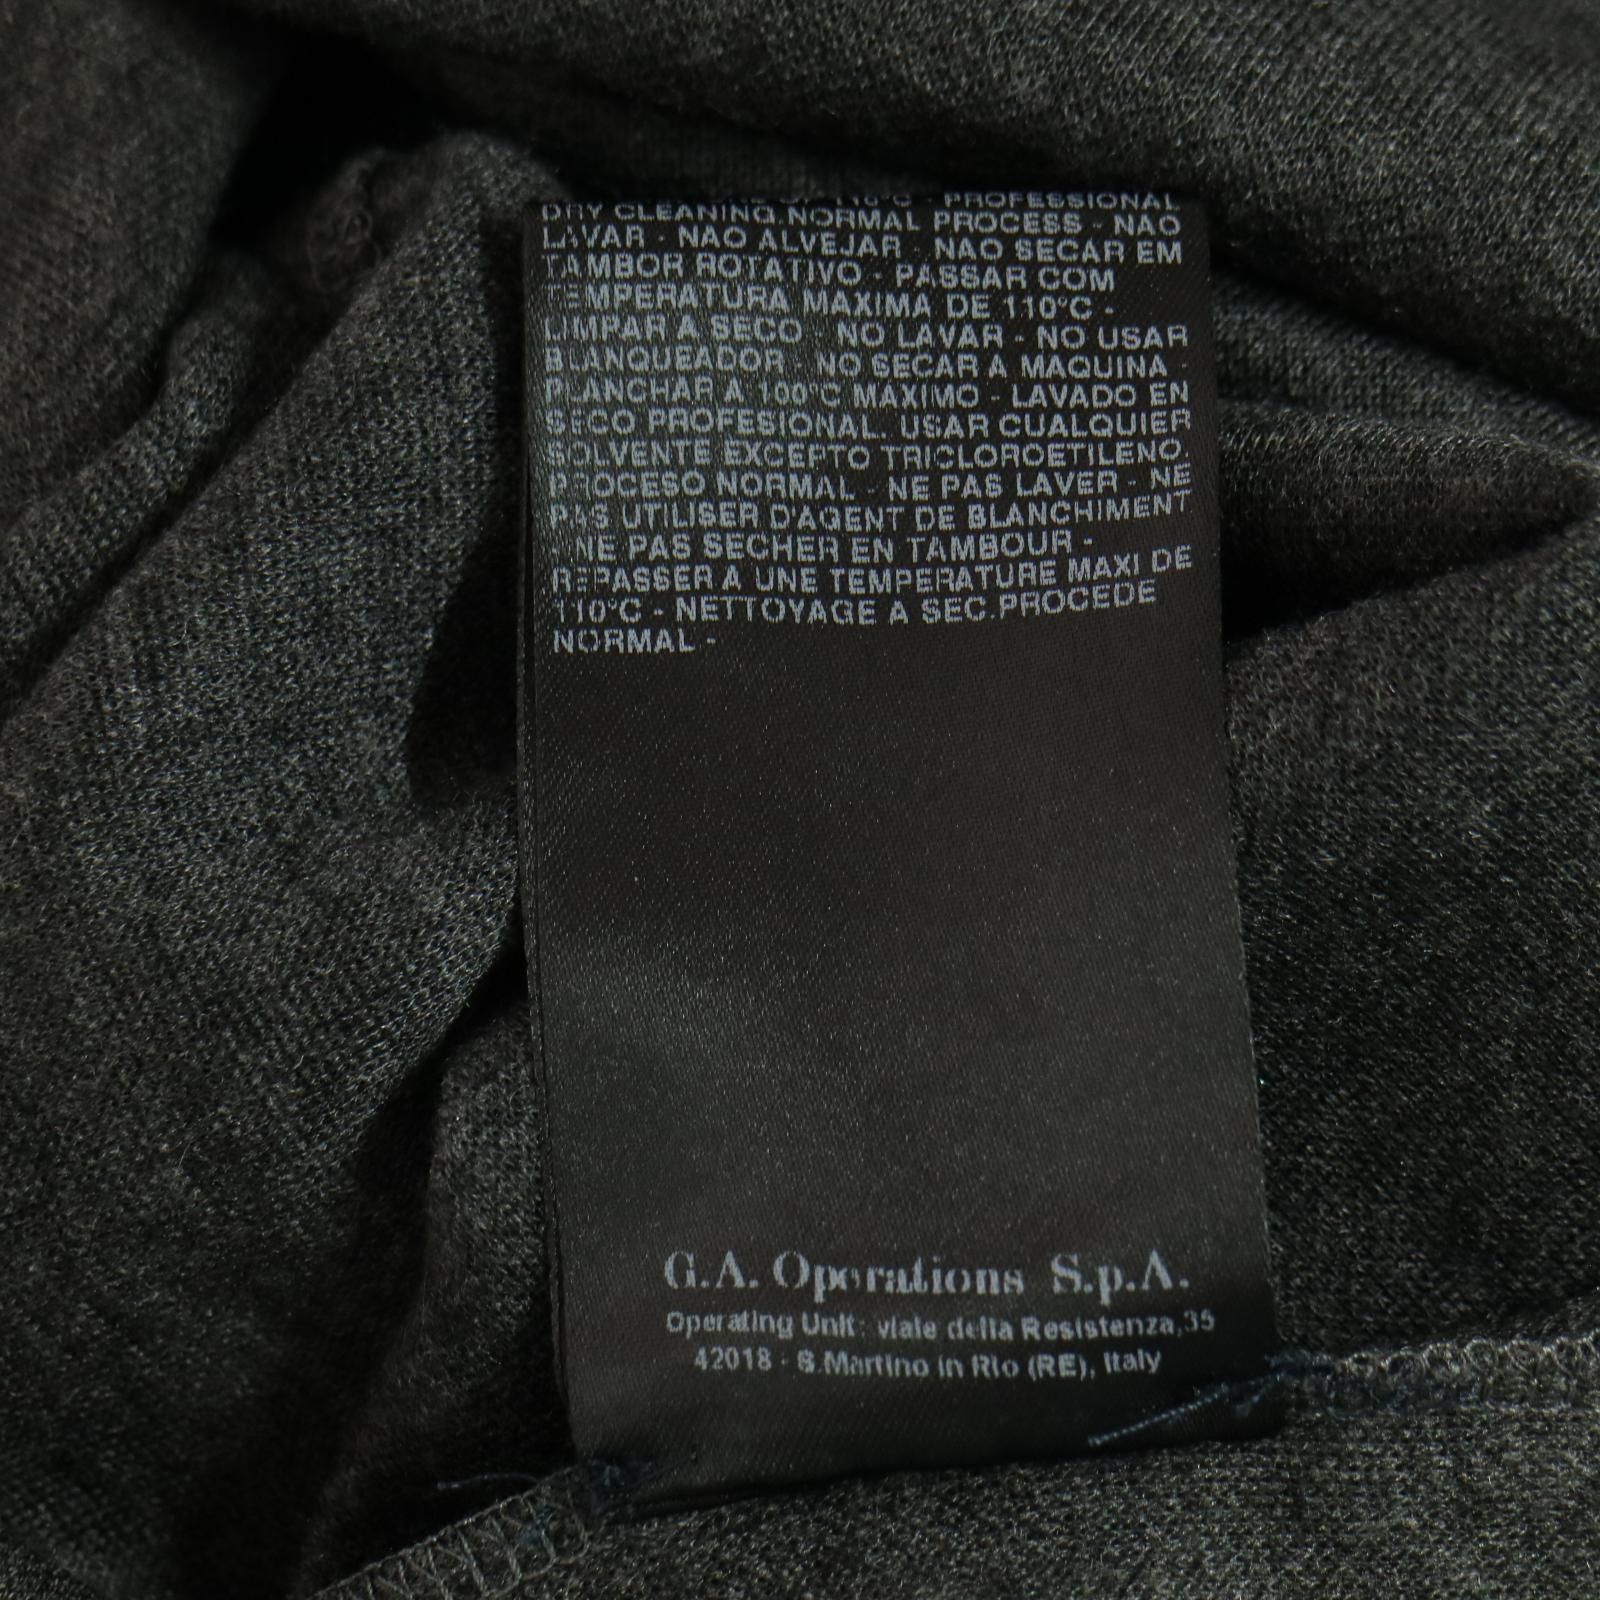 110°C - PROFESSIONAL
DRY CLEANING.NORMAL PROCESS - NÃO
LAVAR - NAO ALVEJAR NAO SECAR EM
TAMBOR ROTATIVO - PASSAR COM
TEMPERATURA MAXIMA DE 110°C -
LIMPAR A SECO NO LAVAR - NO USAR
BLANQUEADOR NO SECAR A MAQUINA -
PLANCHAR A 100°C MAXIMO - LAVADO EN
SECO PROFESIONAL. USAR CUALQUIER
SOLVENTE EXCEPTO TRICLOROETILENO.
PROCESO NORMAL - NE PAS LAVER - NE
PAS UTILISER D'AGENT DE BLANCHIMENT
- NE PAS SECHER EN TAMBOUR -
REPASSER A UNE TEMPERATURE MAXI DE
110°C - NETTOYAGE A SEC.PROCEDE
NORMAL -
G.A. Operations S.p.A.
Operating Unit: viale della Resistenza,35
42018 - S.Martino in Rio (RE), Italy